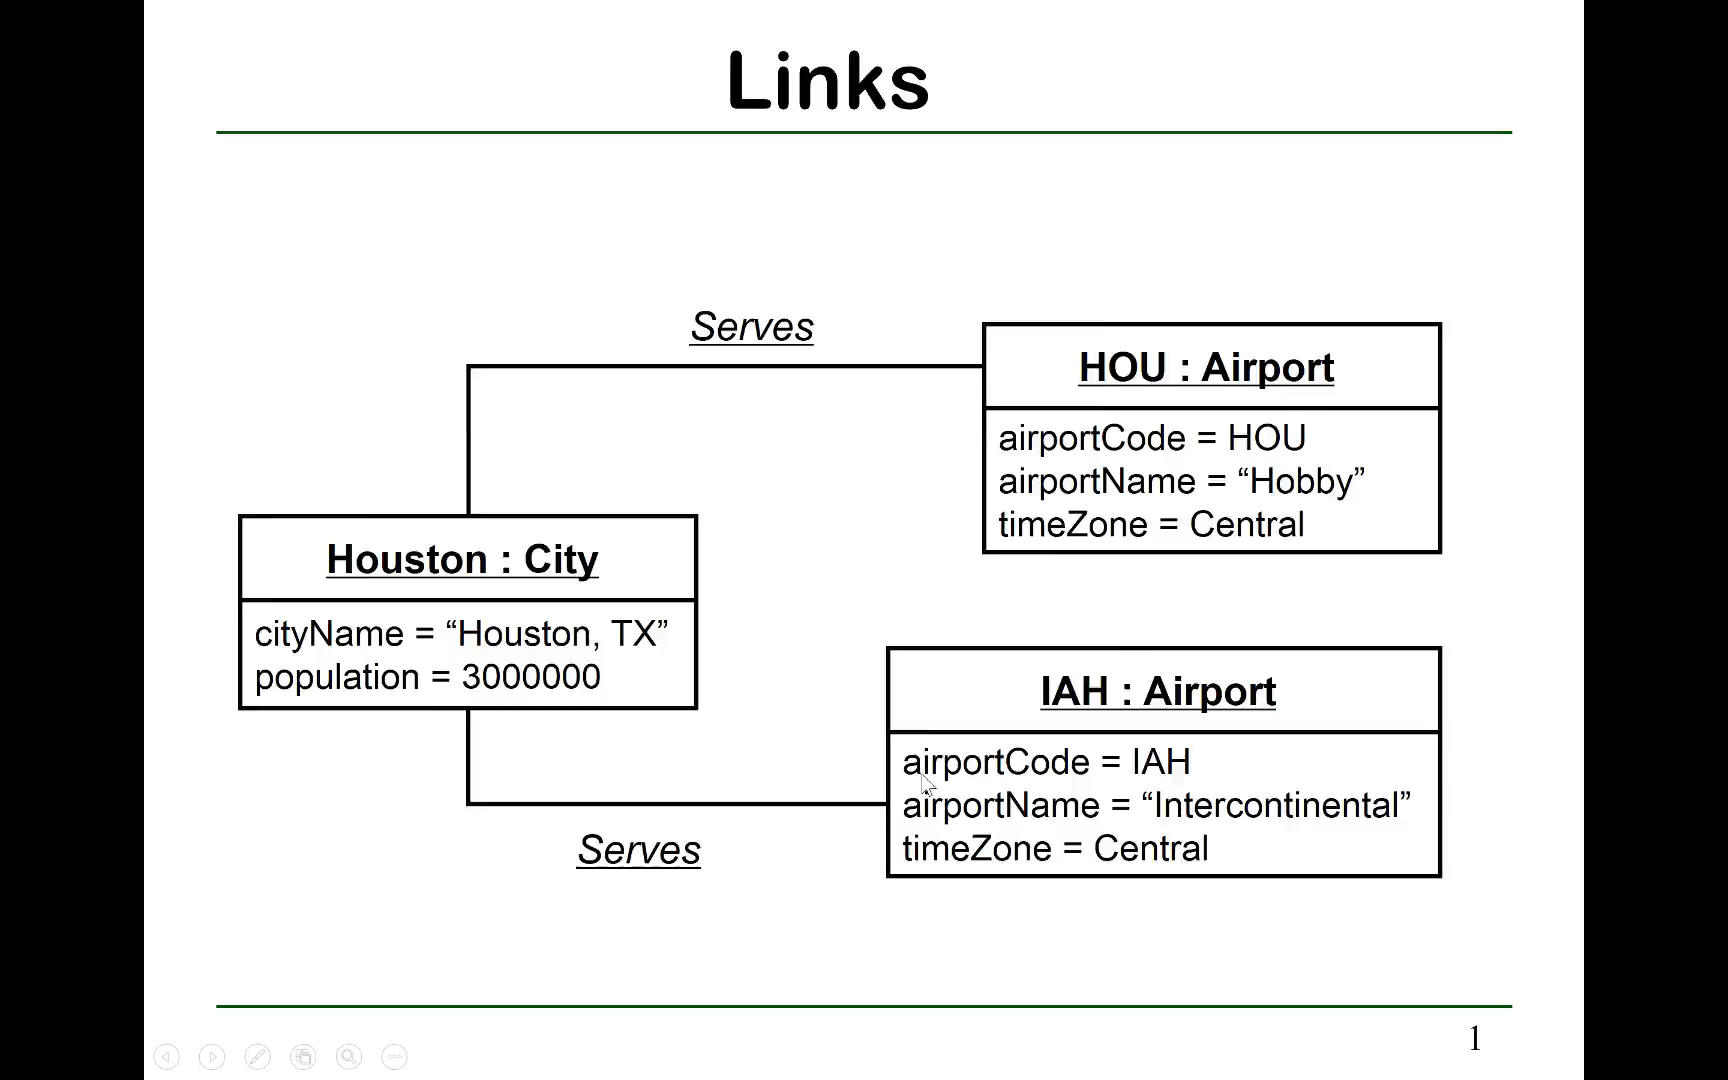 Links
Serves
HOU : Airport
airportCode = HOU
airportName = “Hobby”
timeZone = Central
Houston : City
cityName = “Houston, TX”
population = 3000000
IAH : Airport
airportCode = IAH
airportName = “Intercontinental”
timeZone = Central
Serves
1